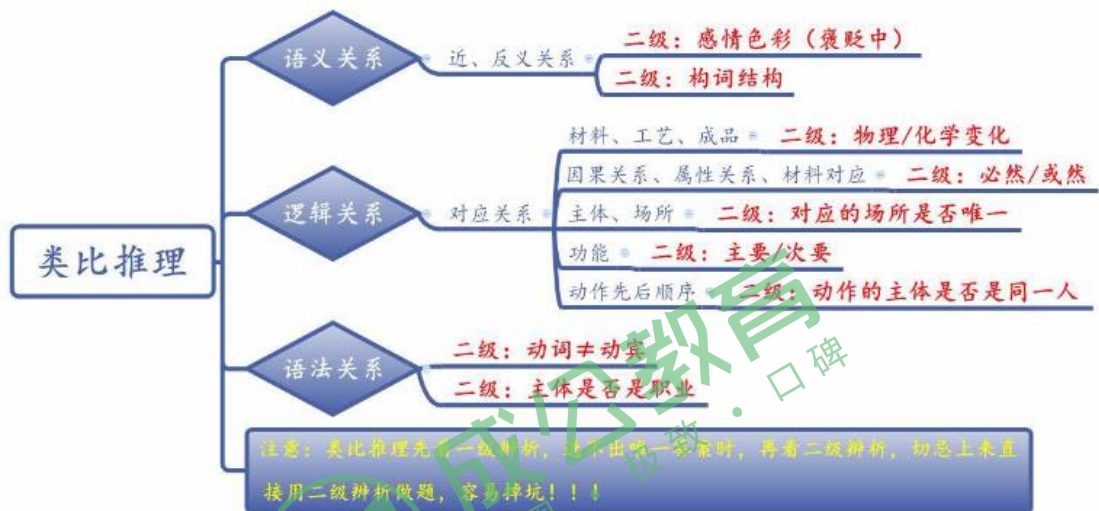 类比推理
语义关系
近、反义关系
二级：感情色彩（褒贬中）
二级：构词结构
逻辑关系
对应关系
材料、工艺、成品
二级：物理/化学变化
因果关系、属性关系、材料对应
二级：必然/或然
主体、场所
二级：对应的场所是否唯一
功能
二级：主要/次要
动作先后顺序
二级：动作的主体是否是同一人
语法关系
二级：动词≠动宾
二级：主体是否是职业
注意：类比推理先看一级辨析，选不出唯一答案时，再看二级辨析，切忌上来直
接用二级辨析做题，容易掉坑！！！
成公教育
极致·口碑